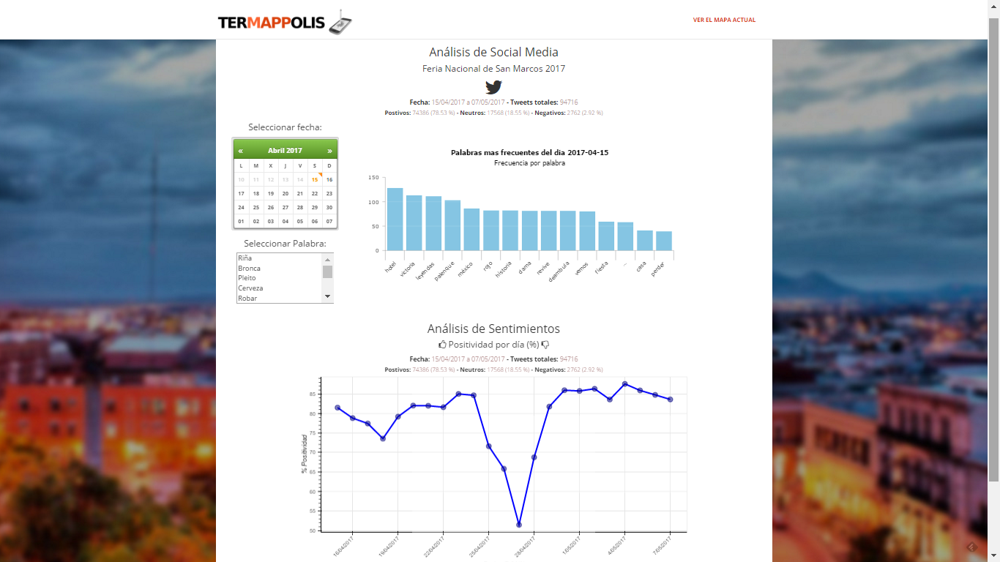 TERMAPPOLIS
VER EL MAPA ACTUAL
Análisis de Social Media
Feria Nacional de San Marcos 2017
Fecha: 15/04/2017 a 07/05/2017 - Tweets totales: 94716
Postivos: 74386 (78.53 %) - Neutros: 17568 (18.55 %) - Negativos: 2762 (2.92 %)
Seleccionar fecha:
« Abril 2017 »
L M X J V S D
10 11 12 13 14 15 16
17 18 19 20 21 22 23
24 25 26 27 28 29 30
01 02 03 04 05 06 07
Seleccionar Palabra:
Riña
Bronca
Pleito
Cerveza
Robar
Palabras mas frecuentes del dia 2017-04-15
Frecuencia por palabra
150
100
50
0
hotel victoria leyendas palenque méxico rojo historia dama revive deambula vemos fiesta ... casa perder
Análisis de Sentimientos
Positividad por día (%)
Fecha: 15/04/2017 a 07/05/2017 - Tweets totales: 94716
Postivos: 74386 (78.53 %) - Neutros: 17568 (18.55 %) - Negativos: 2762 (2.92 %)
% Positividad
85
80
75
70
65
60
55
50
16/04/2017 19/04/2017 22/04/2017 25/04/2017 28/04/2017 1/05/2017 4/05/2017 7/05/2017